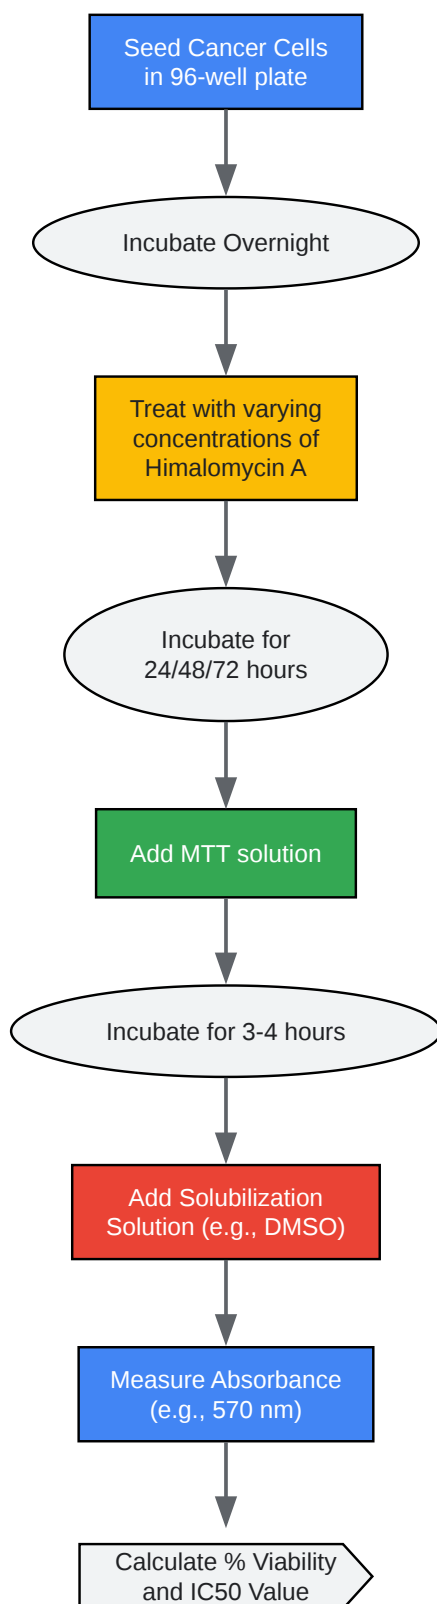 Seed Cancer Cells
in 96-well plate
Incubate Overnight
Treat with varying
concentrations of
Himalomycin A
Incubate for
24/48/72 hours
Add MTT solution
Incubate for 3-4 hours
Add Solubilization
Solution (e.g., DMSO)
Measure Absorbance
(e.g., 570 nm)
Calculate % Viability
and IC50 Value